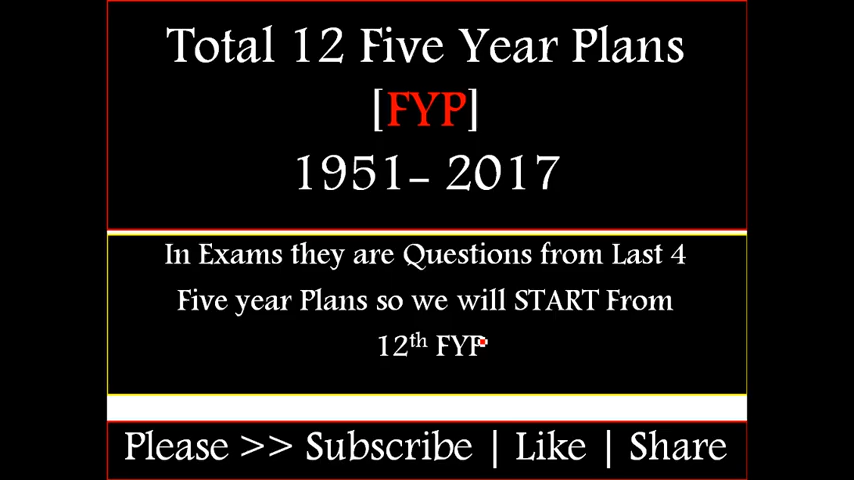 Total 12 Five Year Plans
[FYP]
1951- 2017
In Exams they are Questions from Last 4
Five year Plans so we will START From
12th FYP
Please >> Subscribe | Like | Share